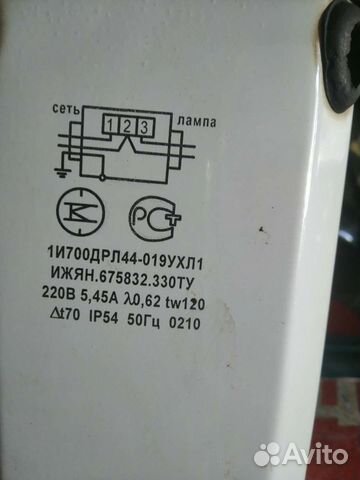 сеть
лампа
1 2 3
РСТ
1И700ДРЛ44-019УХЛ1
ИЖЯН.675832.330ТУ
220В 5,45А λ0,62 tw120
Δt70 IP54 50Гц 0210
Avito